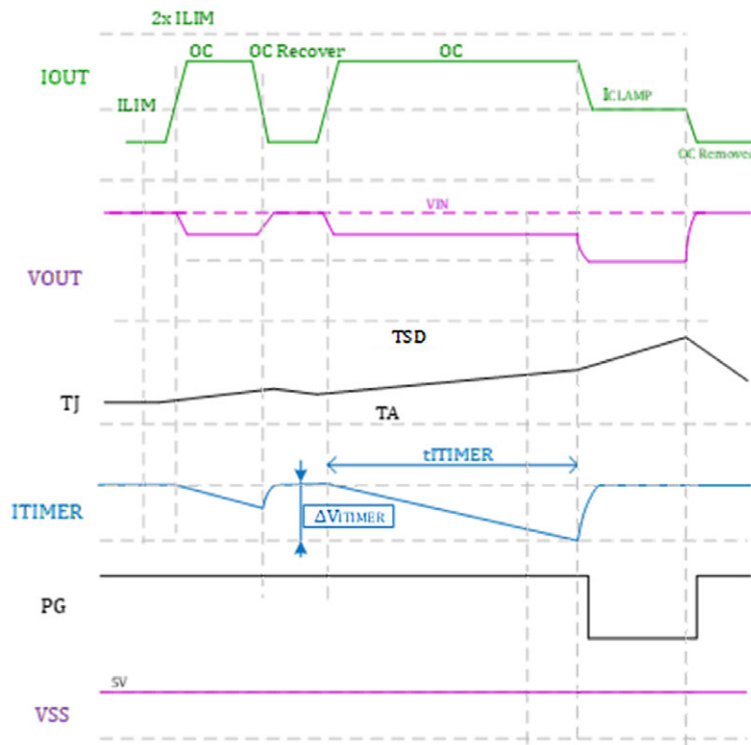 2x ILIM
OC
OC Recover
OC
IOUT
ILIM
ICLAMP
OC Removed
VIN
VOUT
TSD
TJ
TA
tITIMER
ITIMER
ΔVITIMER
PG
5V
VSS